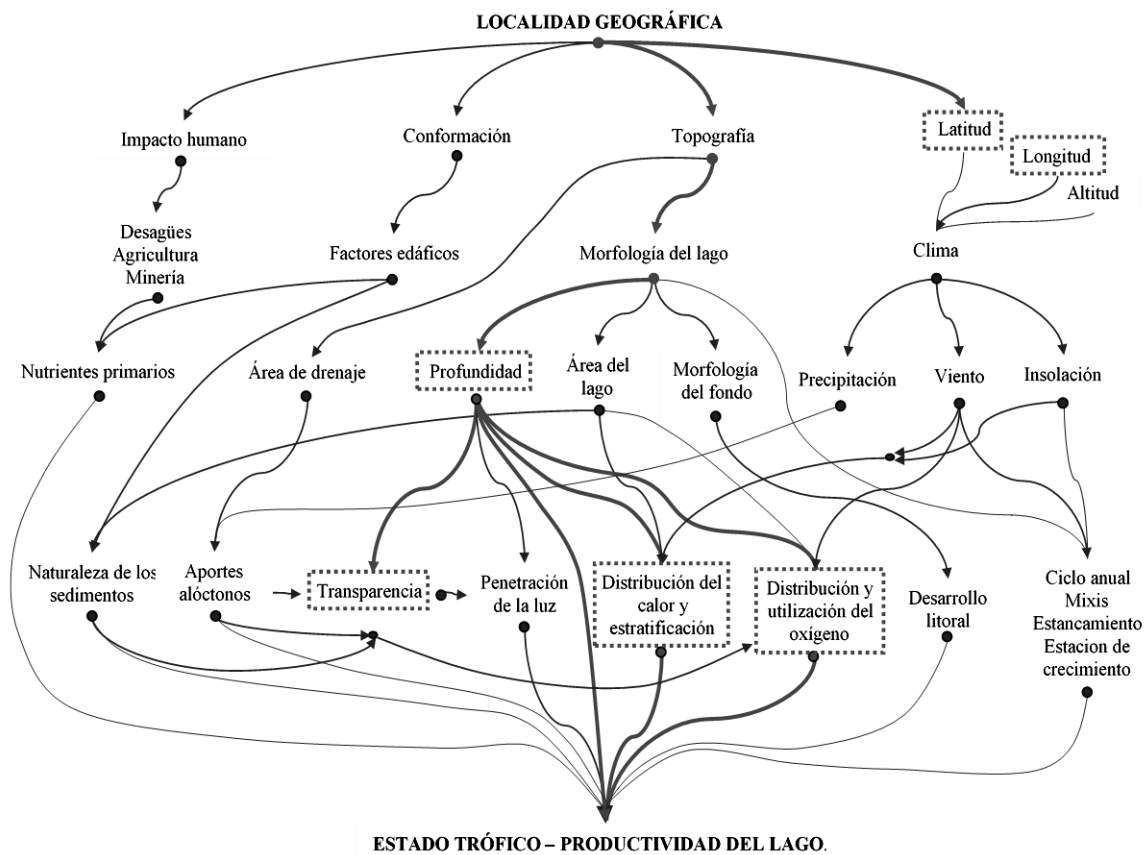 LOCALIDAD GEOGRÁFICA
Impacto humano
Conformación
Topografía
Latitud
Longitud
Altitud
Desagües
Agricultura
Minería
Factores edáficos
Morfología del lago
Clima
Nutrientes primarios
Área de drenaje
Profundidad
Área del
lago
Morfología
del fondo
Precipitación
Viento
Insolación
Naturaleza de los
sedimentos
Aportes
alóctonos
Transparencia
Penetración
de la luz
Distribución del
calor y
estratificación
Distribución y
utilización del
oxígeno
Desarrollo
litoral
Ciclo anual
Mixis
Estancamiento
Estacion de
crecimiento
ESTADO TRÓFICO – PRODUCTIVIDAD DEL LAGO.